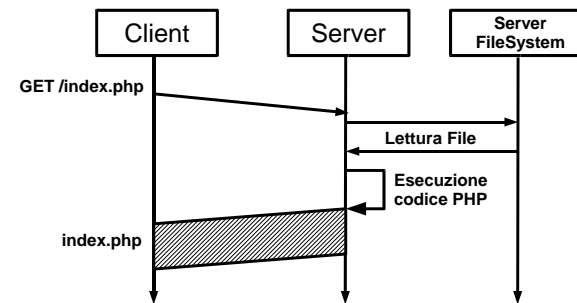 Client
Server
Server
FileSystem
GET /index.php
Lettura File
Esecuzione
codice PHP
index.php